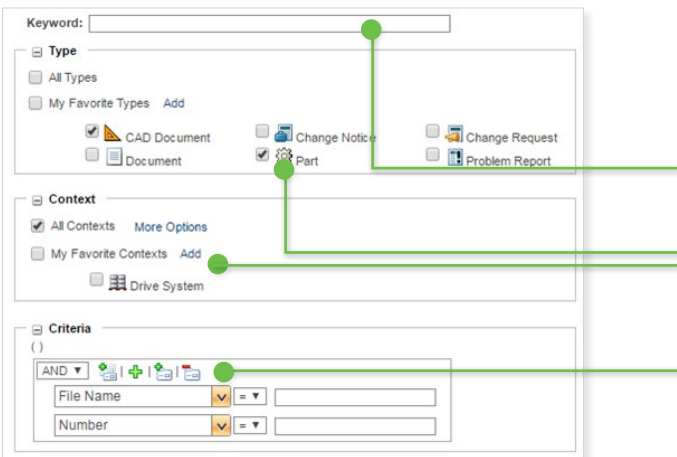 Keyword:
Type
All Types
My Favorite Types Add
CAD Document Change Notice Change Request
Document Part Problem Report
Context
All Contexts More Options
My Favorite Contexts Add
Drive System
Criteria
( )
AND
File Name =
Number =